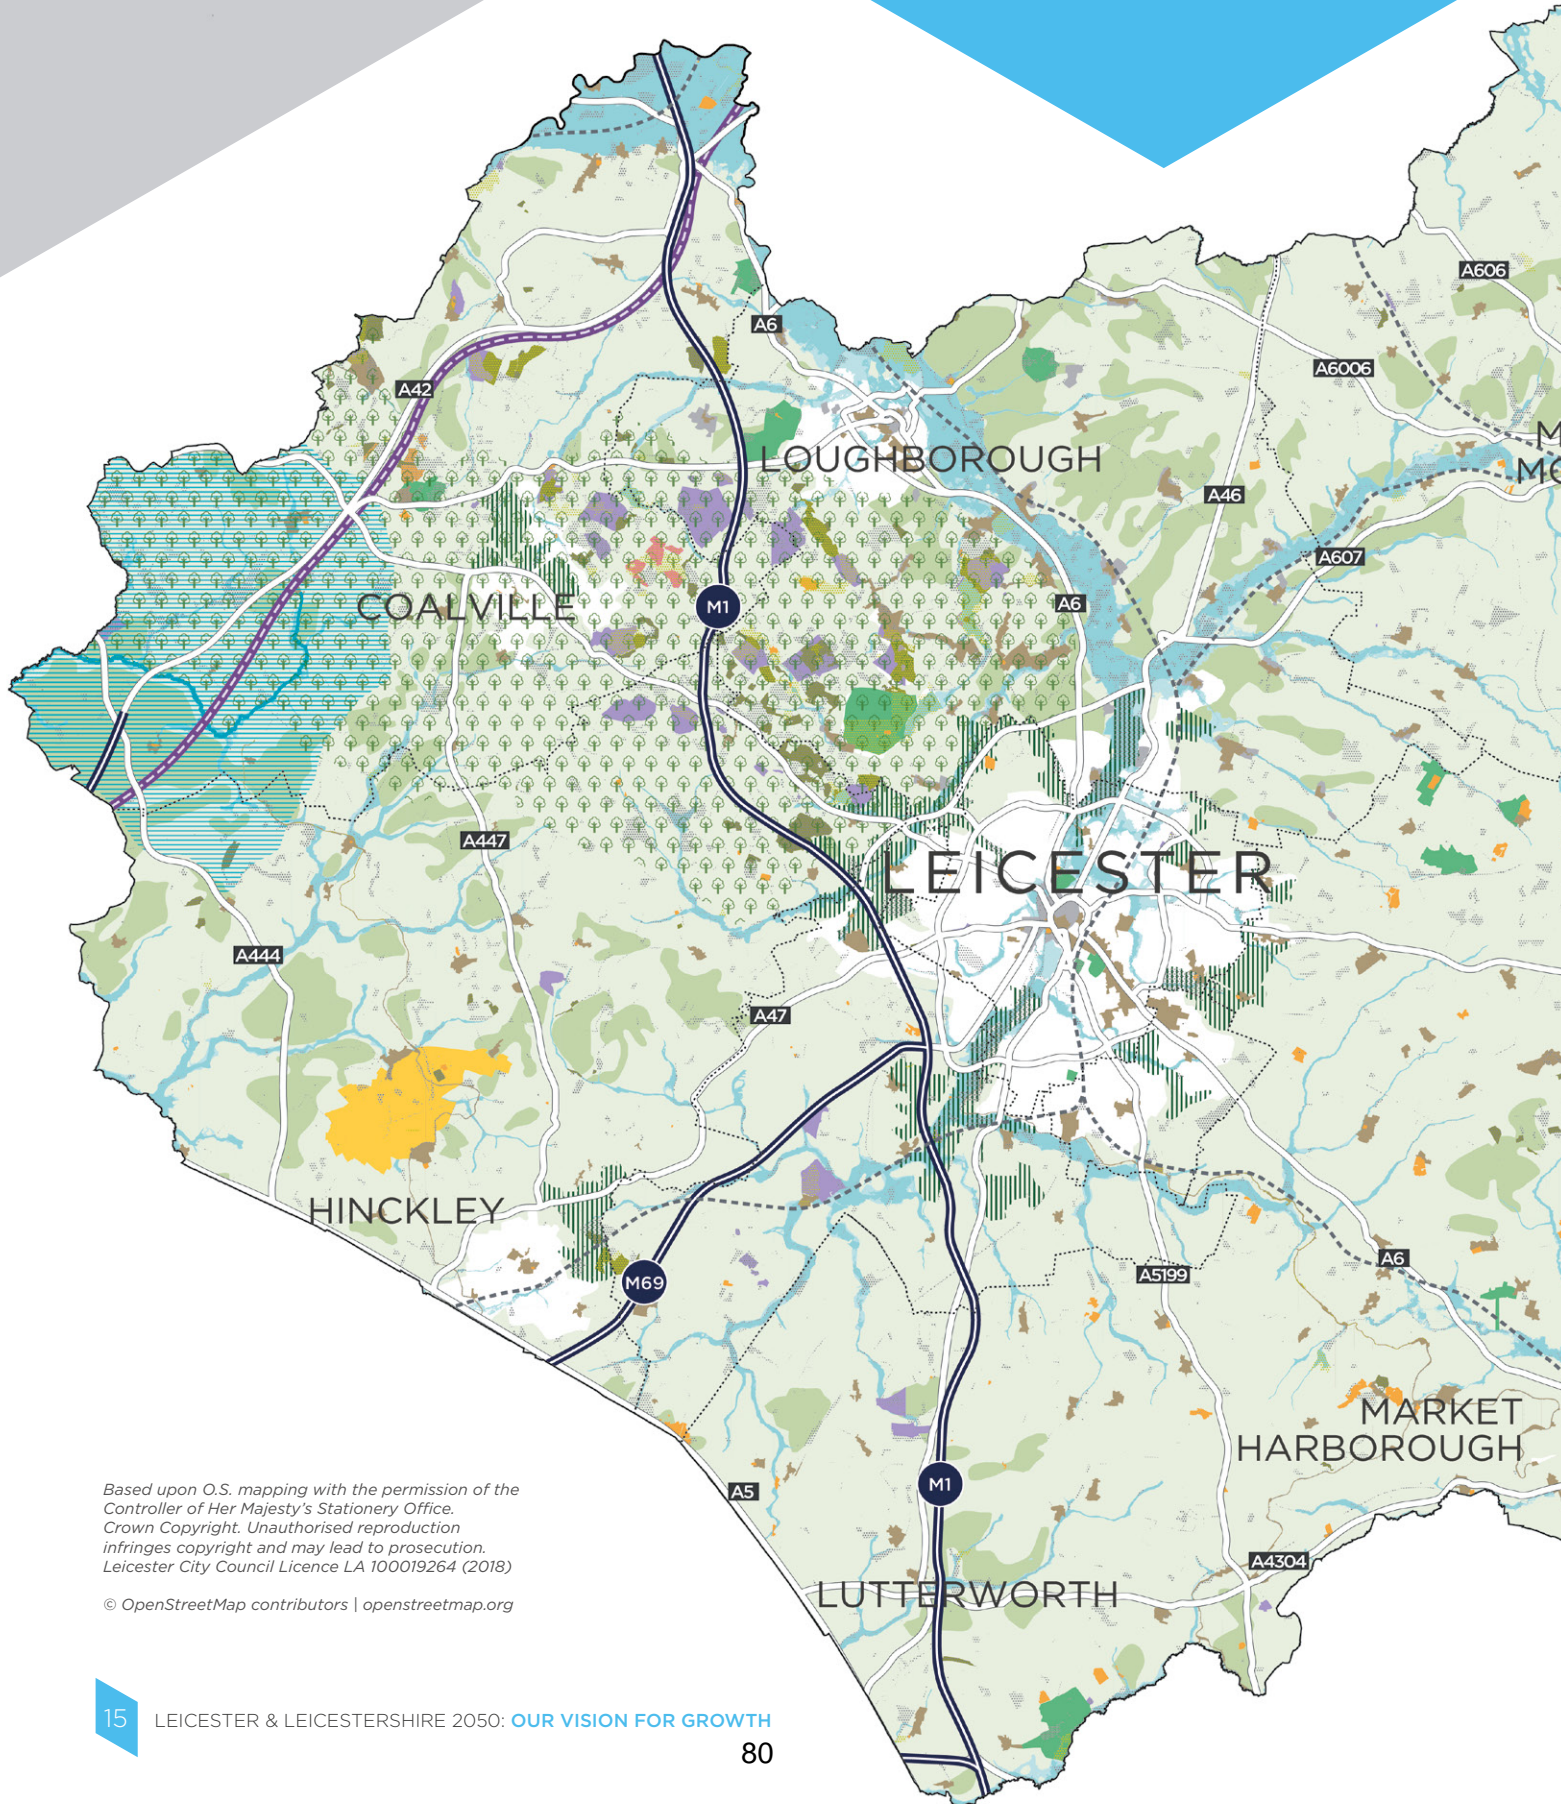 A606
A6
A6006
A42
M
LOUGHBOROUGH
MO
A46
A607
COALVILLE
M1
A6
A447
LEICESTER
A444
A47
HINCKLEY
A6
A5199
M69
MARKET
HARBOROUGH
A5
M1
A4304
LUTTERWORTH
Based upon O.S. mapping with the permission of the
Controller of Her Majesty’s Stationery Office.
Crown Copyright. Unauthorised reproduction
infringes copyright and may lead to prosecution.
Leicester City Council Licence LA 100019264 (2018)
© OpenStreetMap contributors | openstreetmap.org
15 LEICESTER & LEICESTERSHIRE 2050: OUR VISION FOR GROWTH
80